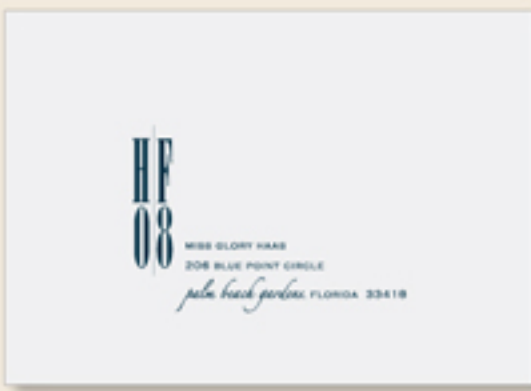 HF
08
MISS GLORY HAAS
206 BLUE POINT CIRCLE
palm beach gardens FLORIDA 33418